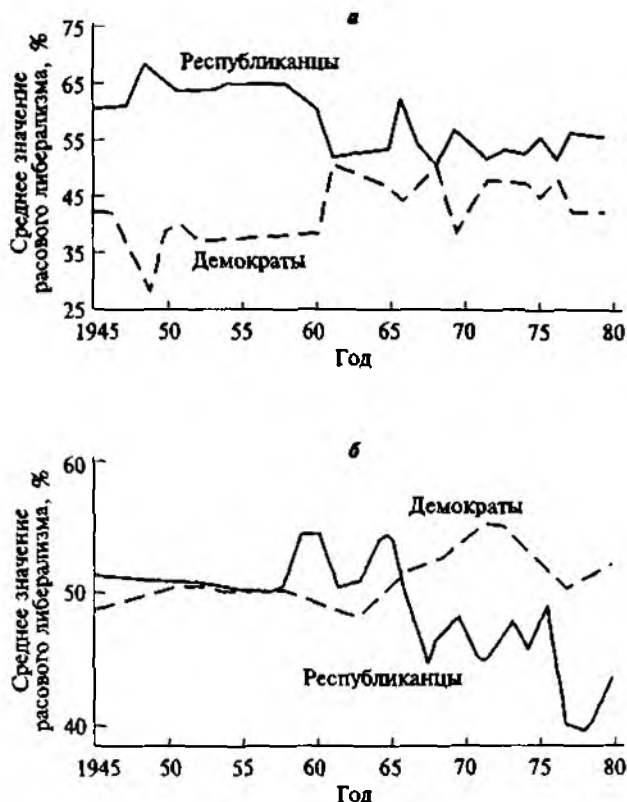 а
Среднее значение
расового либерализма, %
75
65
55
45
35
25
Республиканцы
Демократы
1945 50 55 60 65 70 75 80
Год
б
Среднее значение
расового либерализма, %
60
50
40
Демократы
Республиканцы
1945 50 55 60 65 70 75 80
Год